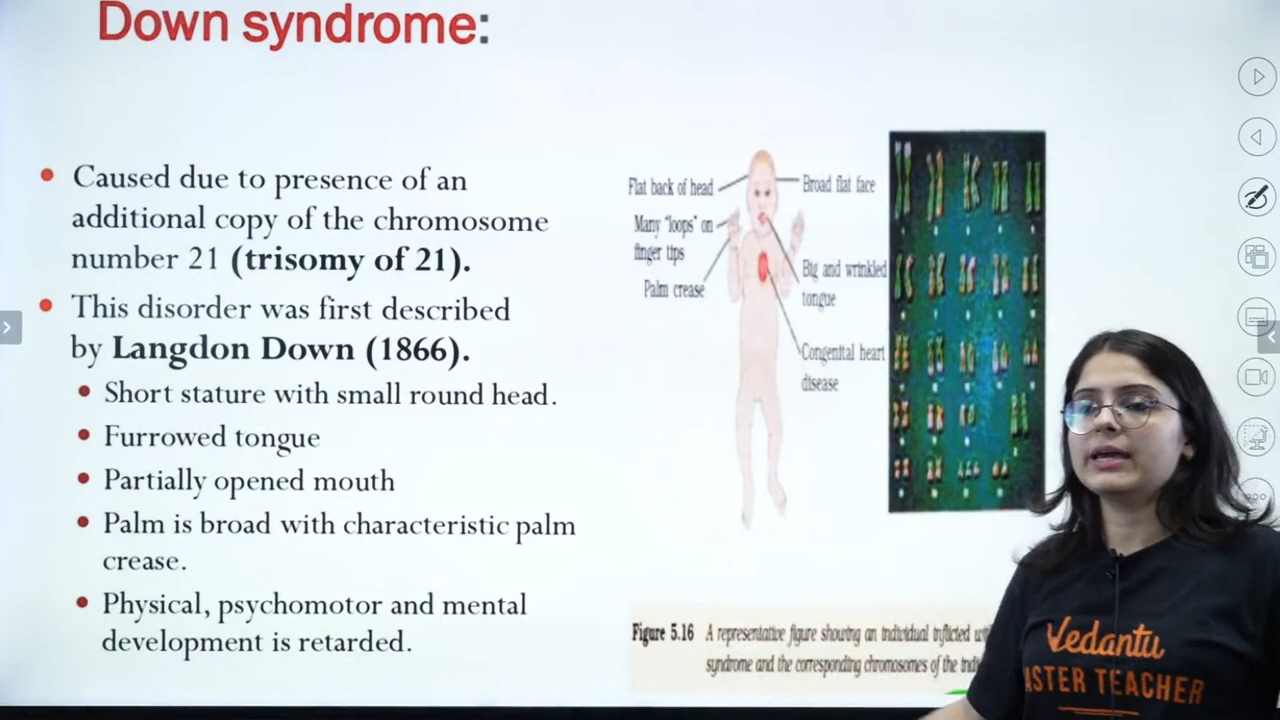 Down syndrome:
Caused due to presence of an
additional copy of the chromosome
number 21 (trisomy of 21).
This disorder was first described
by Langdon Down (1866).
Short stature with small round head.
Furrowed tongue
Partially opened mouth
Palm is broad with characteristic palm
crease.
Physical, psychomotor and mental
development is retarded.
Flat back of head
Many "loops" on
finger tips
Palm crease
Broad flat face
Big and wrinkled
tongue
Congenital heart
disease
Figure 5.16 A representative figure showing an individual inflicted
syndrome and the corresponding chromosomes of the
Vedantu
ASTER TEACHER